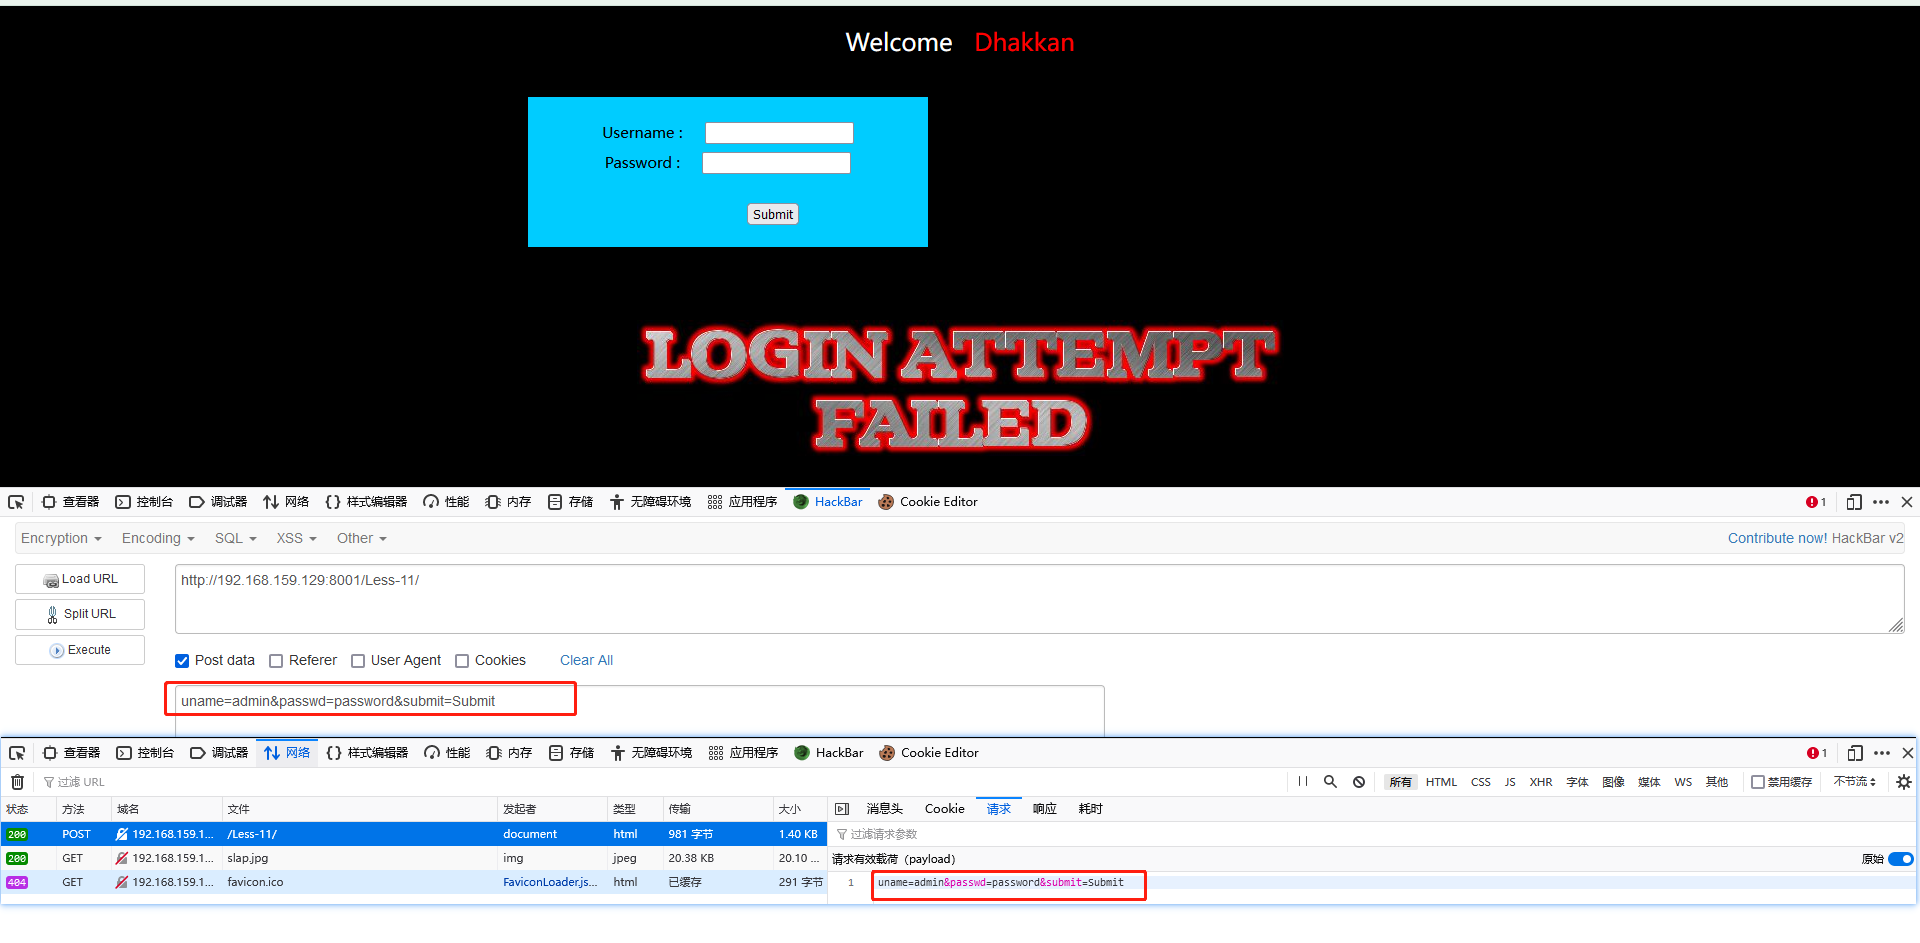 Welcome Dhakkan
Username :
Password :
Submit
LOGIN ATTEMPT
FAILED
查看器 控制台 调试器 网络 样式编辑器 性能 内存 存储 无障碍环境 应用程序 HackBar Cookie Editor 1
Encryption Encoding SQL XSS Other Contribute now! HackBar v2
Load URL http://192.168.159.129:8001/Less-11/
Split URL
Execute
Post data Referer User Agent Cookies Clear All
uname=admin&passwd=password&submit=Submit
查看器 控制台 调试器 网络 样式编辑器 性能 内存 存储 无障碍环境 应用程序 HackBar Cookie Editor 1
过滤 URL 所有 HTML CSS JS XHR 字体 图像 媒体 WS 其他 禁用缓存 不节流
状态 方法 域名 文件 发起者 类型 传输 大小 消息头 Cookie 请求 响应 耗时
200 POST 192.168.159.1... /Less-11/ document html 981 字节 1.40 KB 过滤请求参数
200 GET 192.168.159.1... slap.jpg img jpeg 20.38 KB 20.10 ... 请求有效载荷 (payload) 原始
404 GET 192.168.159.1... favicon.ico FaviconLoader.js... html 已缓存 291 字节 1 uname=admin&passwd=password&submit=Submit